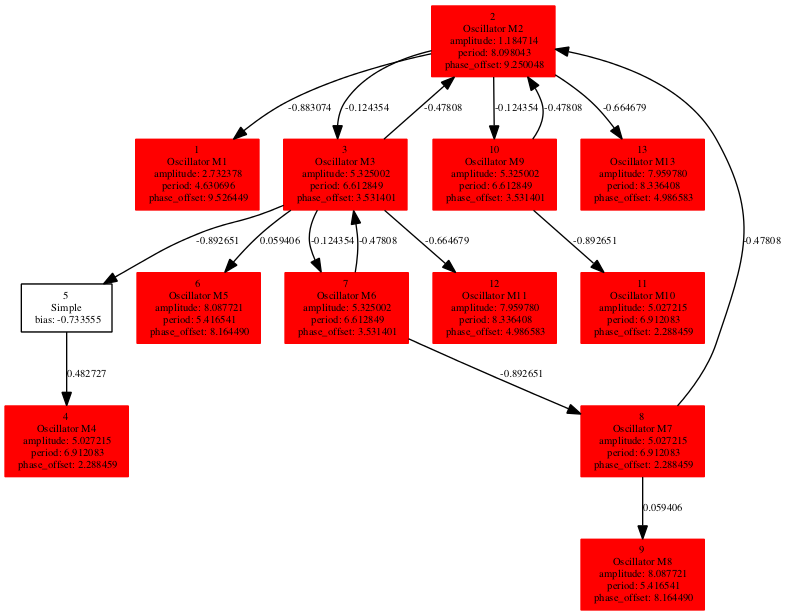 2
Oscillator M2
amplitude: 1.184714
period: 8.098043
phase_offset: 9.250048
-0.883074
-0.124354
-0.47808
-0.124354
-0.47808
-0.664679
1
Oscillator M1
amplitude: 2.732378
period: 4.630696
phase_offset: 9.526449
3
Oscillator M3
amplitude: 5.325002
period: 6.612849
phase_offset: 3.531401
10
Oscillator M9
amplitude: 5.325002
period: 6.612849
phase_offset: 3.531401
13
Oscillator M13
amplitude: 7.959780
period: 8.336408
phase_offset: 4.986583
-0.892651
0.059406
-0.124354
-0.47808
-0.664679
-0.892651
-0.47808
5
Simple
bias: -0.733555
6
Oscillator M5
amplitude: 8.087721
period: 5.416541
phase_offset: 8.164490
7
Oscillator M6
amplitude: 5.325002
period: 6.612849
phase_offset: 3.531401
12
Oscillator M11
amplitude: 7.959780
period: 8.336408
phase_offset: 4.986583
11
Oscillator M10
amplitude: 5.027215
period: 6.912083
phase_offset: 2.288459
0.482727
-0.892651
4
Oscillator M4
amplitude: 5.027215
period: 6.912083
phase_offset: 2.288459
8
Oscillator M7
amplitude: 5.027215
period: 6.912083
phase_offset: 2.288459
0.059406
9
Oscillator M8
amplitude: 8.087721
period: 5.416541
phase_offset: 8.164490